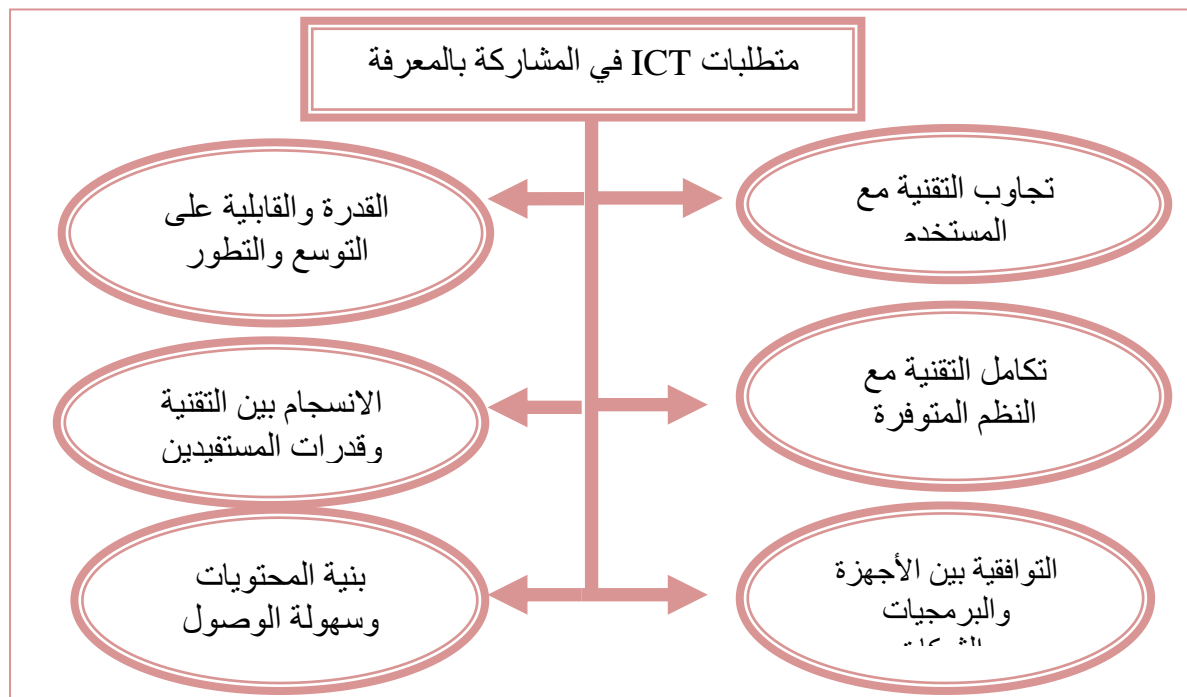 متطلبات ICT في المشاركة بالمعرفة
تجاوب التقنية مع
المستخدم
القدرة والقابلية على
التوسع والتطور
تكامل التقنية مع
النظم المتوفرة
الانسجام بين التقنية
وقدرات المستفيدين
التوافقية بين الأجهزة
والبرمجيات
بنية المحتويات
وسهولة الوصول